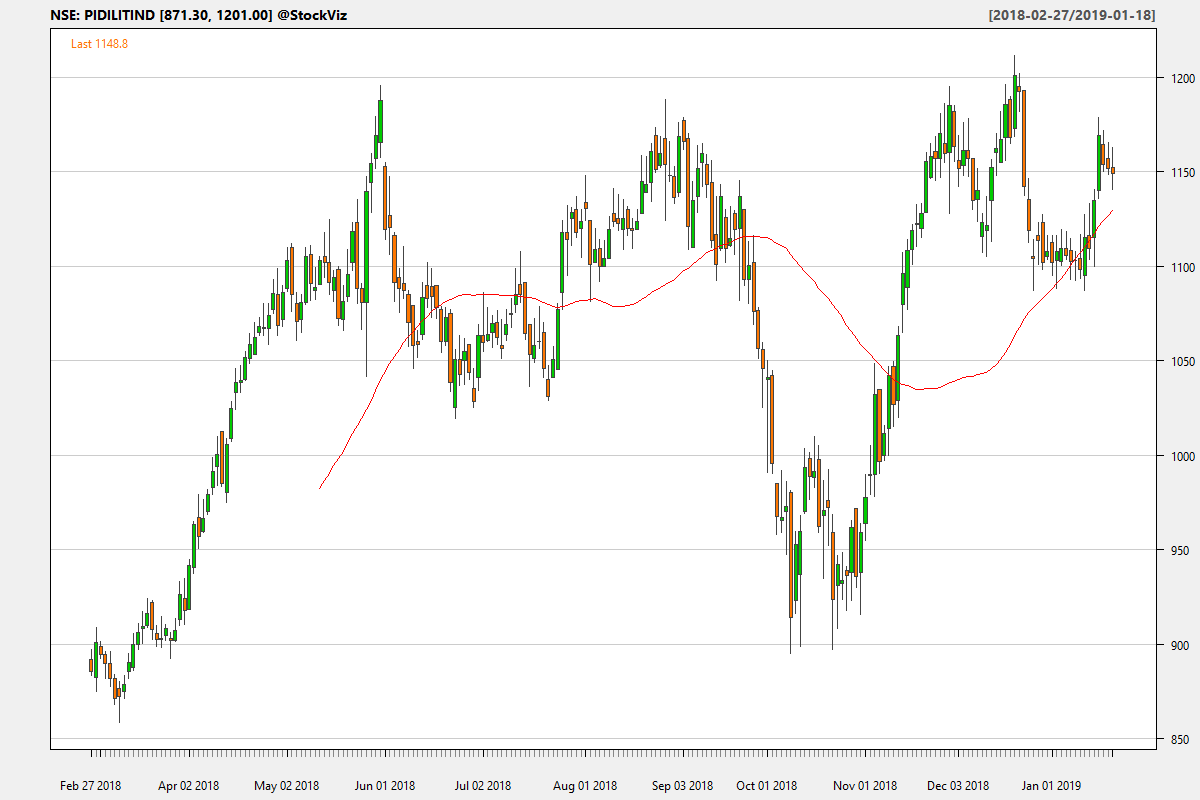 NSE: PIDILITIND [871.30, 1201.00] @StockViz [2018-02-27/2019-01-18]
Last 1148.8
1200
1150
1100
1050
1000
950
900
850
Feb 27 2018 Apr 02 2018 May 02 2018 Jun 01 2018 Jul 02 2018 Aug 01 2018 Sep 03 2018 Oct 01 2018 Nov 01 2018 Dec 03 2018 Jan 01 2019